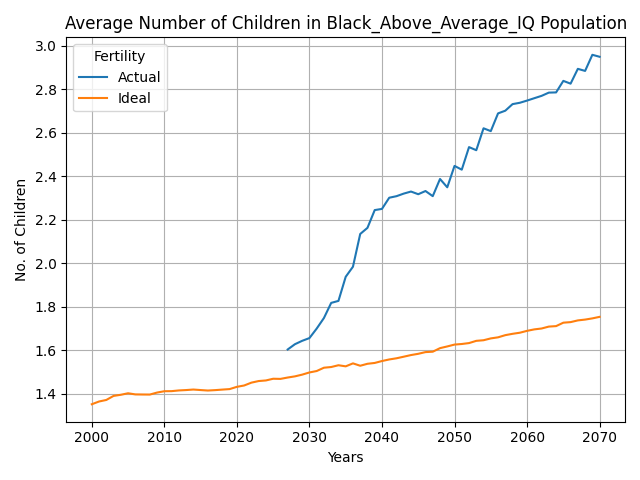 Average Number of Children in Black_Above_Average_IQ Population
Fertility
Actual
Ideal
3.0
2.8
2.6
2.4
2.2
2.0
1.8
1.6
1.4
No. of Children
2000 2010 2020 2030 2040 2050 2060 2070
Years